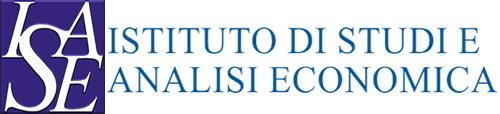 ISAE
ISTITUTO DI STUDI E
ANALISI ECONOMICA